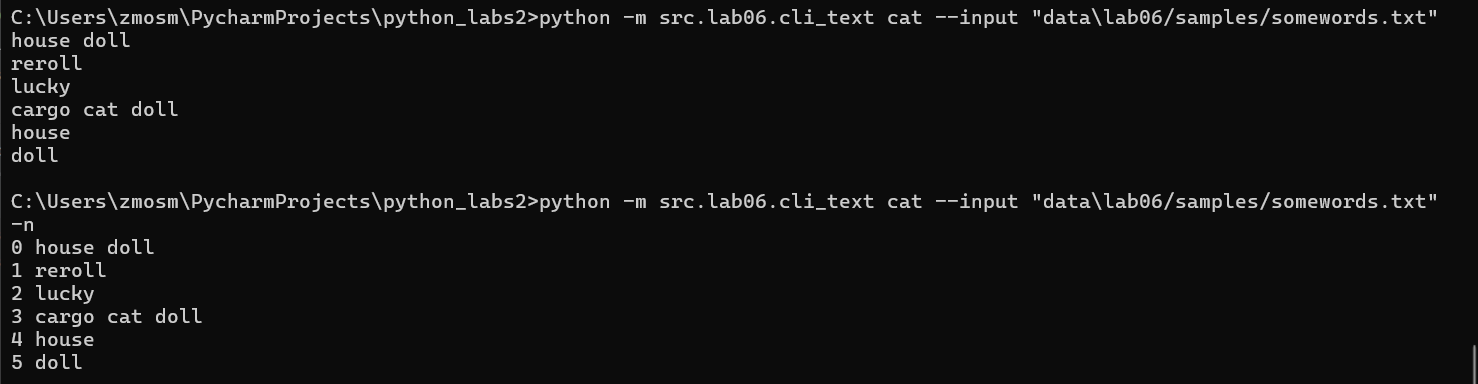 C:\Users\zmosm\PycharmProjects\python_labs2>python -m src.lab06.cli_text cat --input "data\lab06/samples/somewords.txt"
house doll
reroll
lucky
cargo cat doll
house
doll
C:\Users\zmosm\PycharmProjects\python_labs2>python -m src.lab06.cli_text cat --input "data\lab06/samples/somewords.txt"
-n
0 house doll
1 reroll
2 lucky
3 cargo cat doll
4 house
5 doll